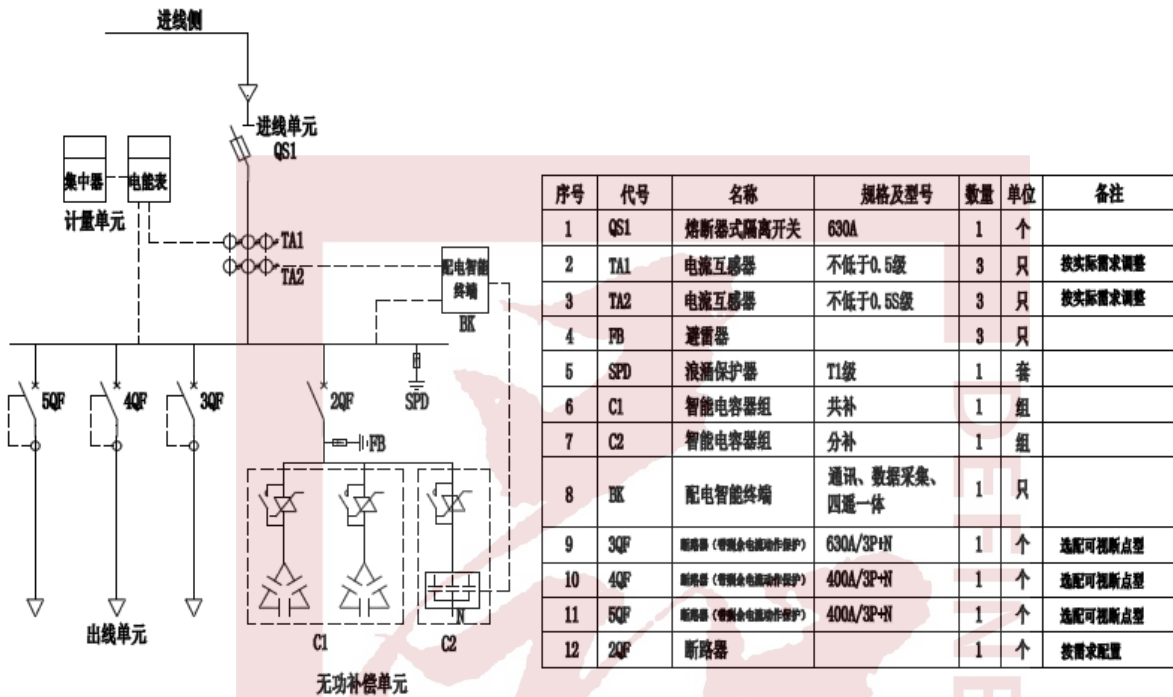 进线侧
进线单元
QS1
集中器
电能表
计量单元
TA1
TA2
配电智能
终端
BK
5QF
4QF
3QF
2QF
SPD
FB
N
C1
C2
出线单元
无功补偿单元
序号 代号 名称 规格及型号 数量 单位 备注
1 QS1 熔断器式隔离开关 630A 1 个
2 TA1 电流互感器 不低于0.5级 3 只 按实际需求调整
3 TA2 电流互感器 不低于0.5S级 3 只 按实际需求调整
4 FB 避雷器 3 只
5 SPD 浪涌保护器 T1级 1 套
6 C1 智能电容器组 共补 1 组
7 C2 智能电容器组 分补 1 组
8 BK 配电智能终端 通讯、数据采集、
四遥一体 1 只
9 3QF 断路器(带剩余电流动作保护) 630A/3P+N 1 个 选配可视断点型
10 4QF 断路器(带剩余电流动作保护) 400A/3P+N 1 个 选配可视断点型
11 5QF 断路器(带剩余电流动作保护) 400A/3P+N 1 个 选配可视断点型
12 2QF 断路器 1 个 按需求配置
DEFINE